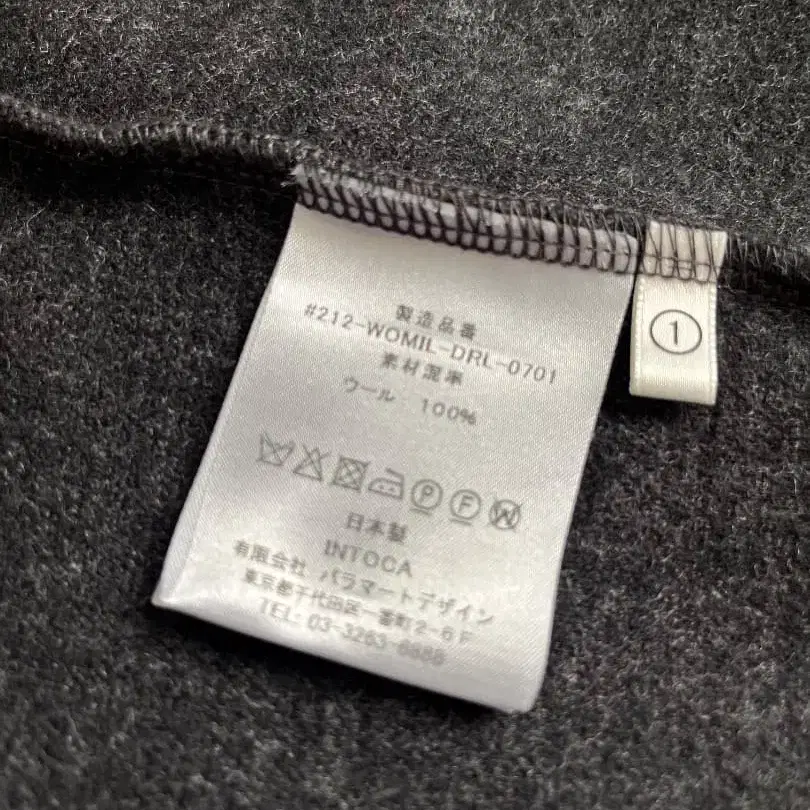 製造品番
#212-WOMIL-DRL-0701
素材混率
ウール 100%
P F W
日本製
INTOCA
有限会社 パラマートデザイン
東京都千代田区一番町2-6F
TEL: 03-3263-6888
①